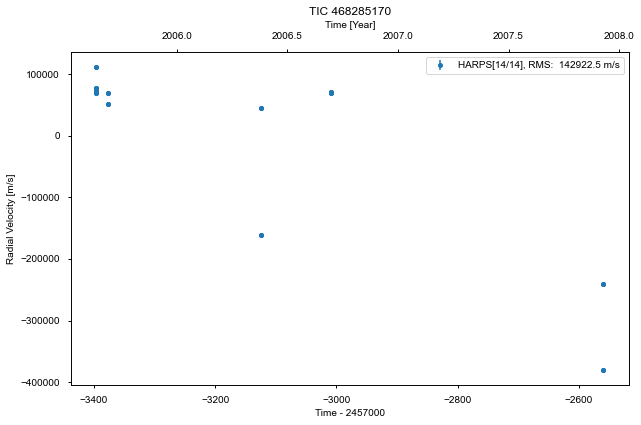 TIC 468285170
Time [Year]
2006.0 2006.5 2007.0 2007.5 2008.0
HARPS[14/14], RMS: 142922.5 m/s
100000
0
−100000
−200000
−300000
−400000
Radial Velocity [m/s]
−3400 −3200 −3000 −2800 −2600
Time - 2457000